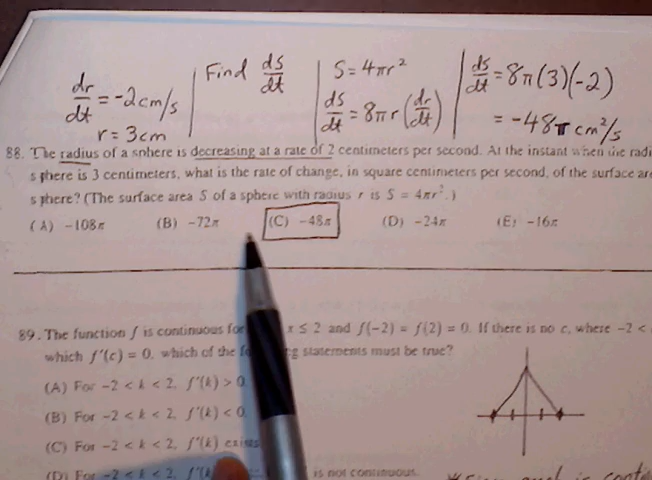 dr/dt = -2cm/s
r = 3cm
Find ds/dt
S = 4πr²
ds/dt = 8πr(dr/dt)
ds/dt = 8π(3)(-2)
= -48π cm²/s
88. The radius of a sphere is decreasing at a rate of 2 centimeters per second. At the instant when the radi
sphere is 3 centimeters, what is the rate of change, in square centimeters per second, of the surface are
sphere? (The surface area S of a sphere with radius r is S = 4πr².)
(A) -108π (B) -72π (C) -48π (D) -24π (E) -16π
89. The function f is continuous for x ≤ 2 and f(-2) = f(2) = 0. If there is no c, where -2 <
which f'(c) = 0, which of the statements must be true?
(A) For -2 < k < 2, f'(k) > 0
(B) For -2 < k < 2, f'(k) < 0
(C) For -2 < k < 2, f'(k) exists
(D) For -2 < k < 2, f'(k) is not continuous.